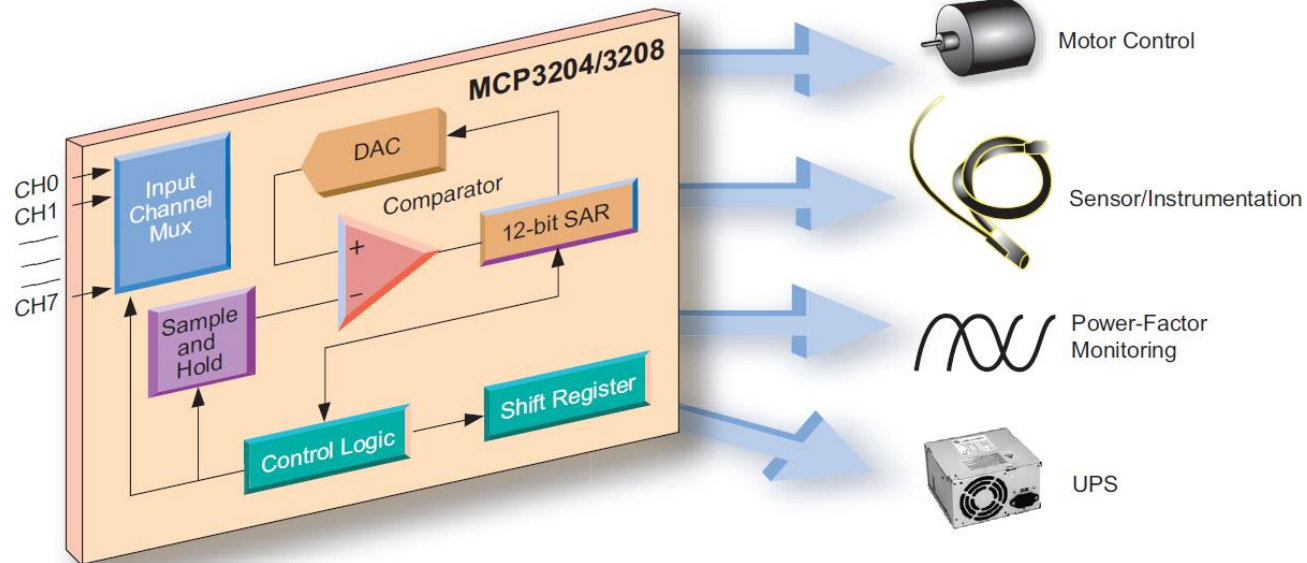 MCP3204/3208
DAC
Comparator
Input
Channel
Mux
CH0
CH1
CH7
+
−
12-bit SAR
Sample
and
Hold
Control Logic
Shift Register
Motor Control
Sensor/Instrumentation
Power-Factor
Monitoring
UPS